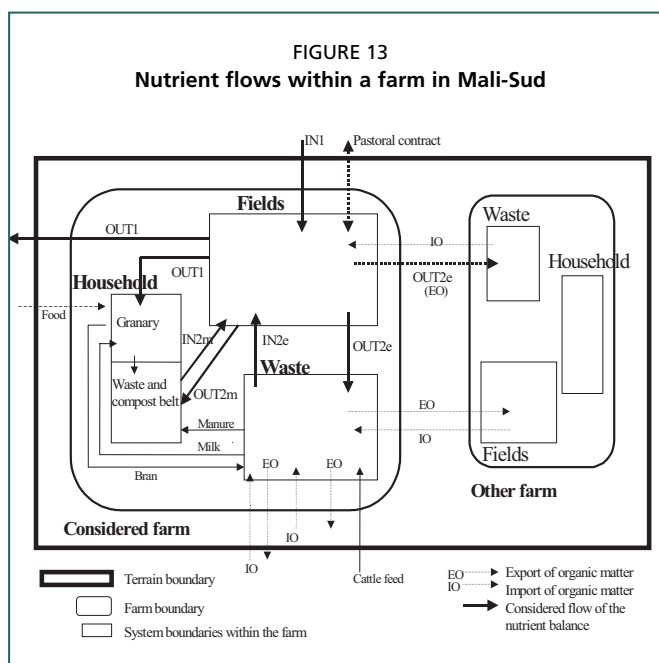 FIGURE 13
Nutrient flows within a farm in Mali-Sud
IN1
Pastoral contract
Fields
Waste
OUT1
IO
OUT1
Household
OUT2e
(EO)
Household
Food
Granary
IN2m
IN2e
OUT2e
Waste
Waste and
compost belt
OUT2m
Manure
EO
Milk
IO
EO
EO
Bran
Fields
Other farm
Considered farm
IO
IO
Cattle feed
Terrain boundary
EO
Export of organic matter
IO
Import of organic matter
Farm boundary
Considered flow of the
nutrient balance
System boundaries within the farm